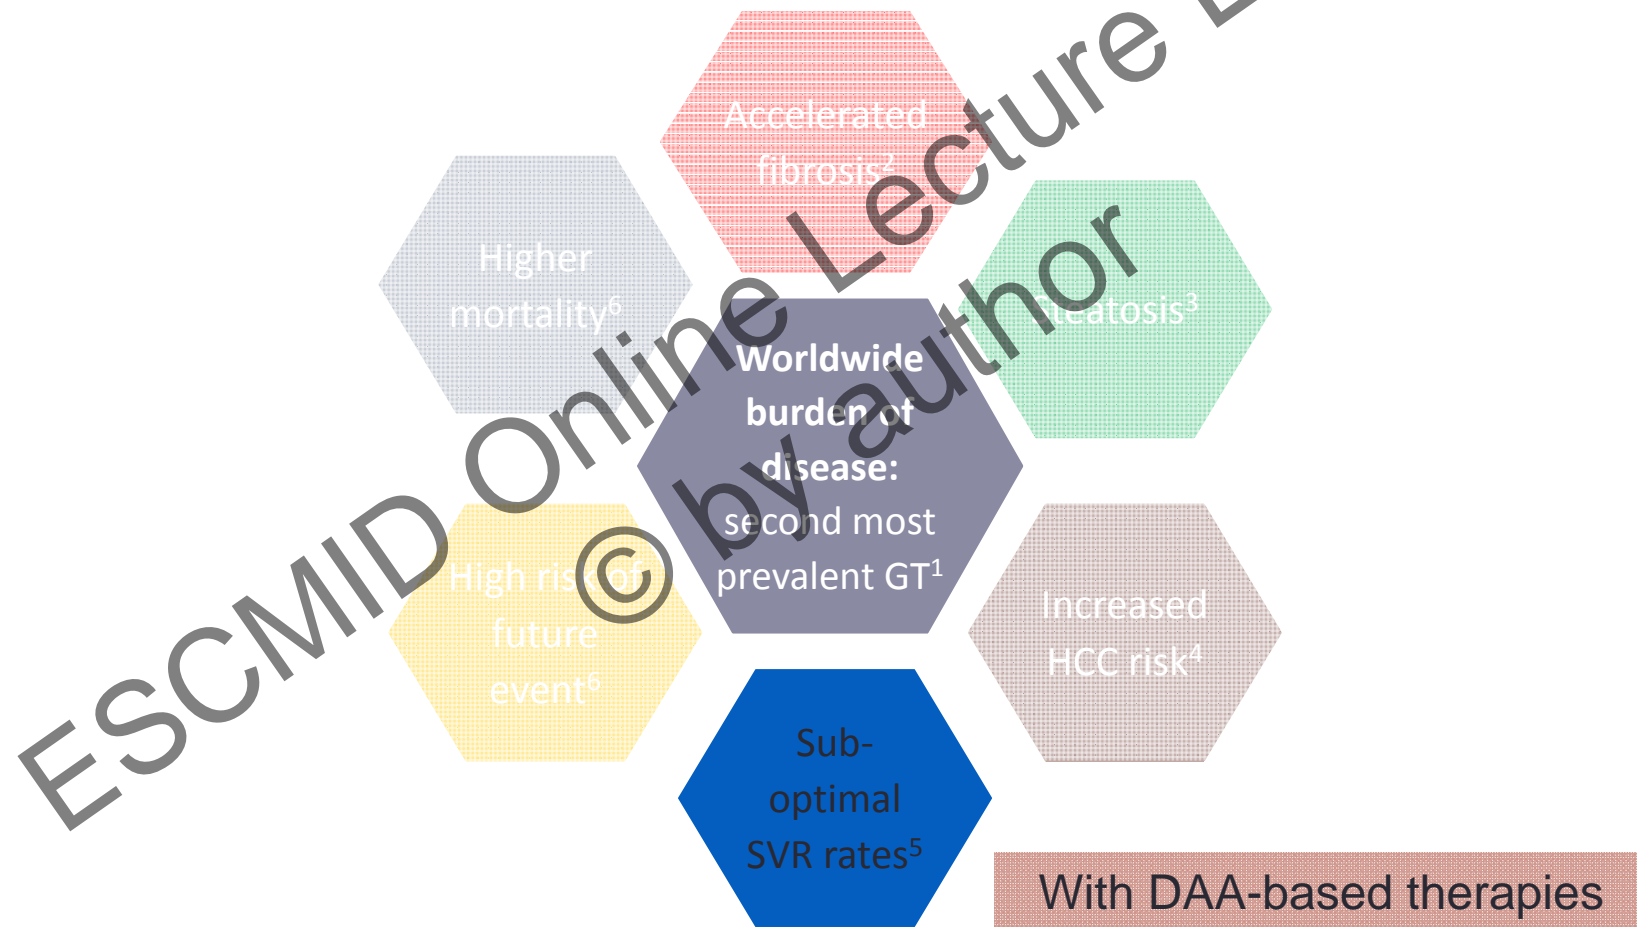 Accelerated
fibrosis²
Higher
mortality⁶
Steatosis³
Worldwide
burden of
disease:
second most
prevalent GT¹
High risk of
future
event⁶
Increased
HCC risk⁴
Sub-
optimal
SVR rates⁵
With DAA-based therapies
ESCMID Online Lecture
© by author